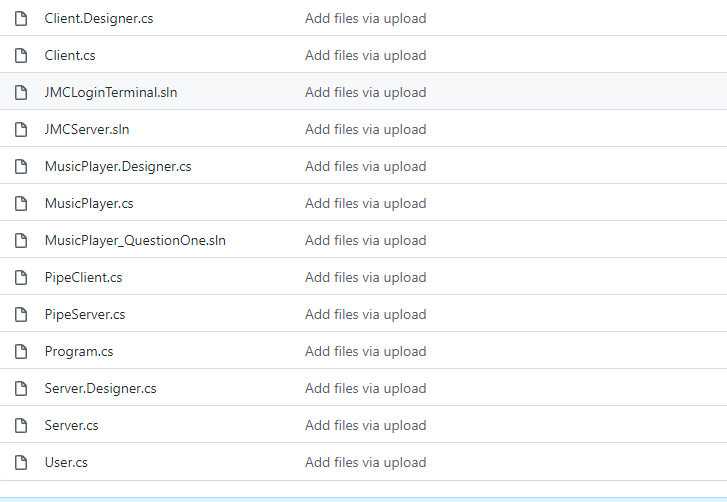 Client.Designer.cs Add files via upload
Client.cs Add files via upload
JMCLoginTerminal.sln Add files via upload
JMCServer.sln Add files via upload
MusicPlayer.Designer.cs Add files via upload
MusicPlayer.cs Add files via upload
MusicPlayer_QuestionOne.sln Add files via upload
PipeClient.cs Add files via upload
PipeServer.cs Add files via upload
Program.cs Add files via upload
Server.Designer.cs Add files via upload
Server.cs Add files via upload
User.cs Add files via upload